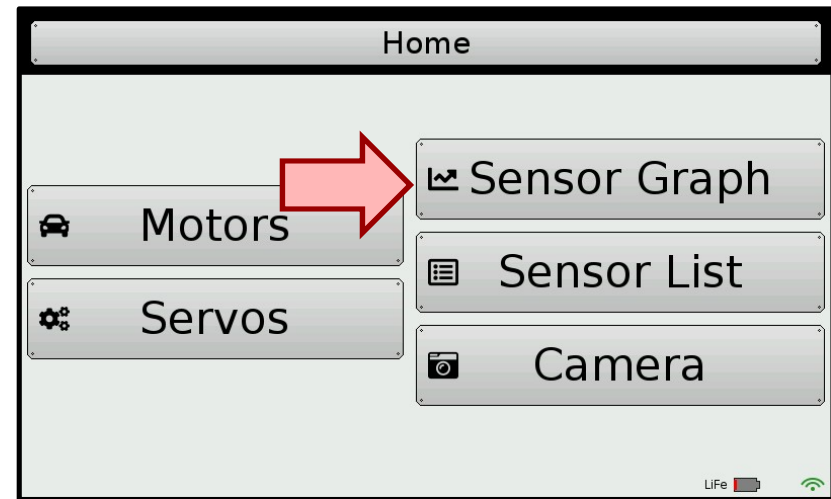 Home
Motors
Servos
Sensor Graph
Sensor List
Camera
LiFe